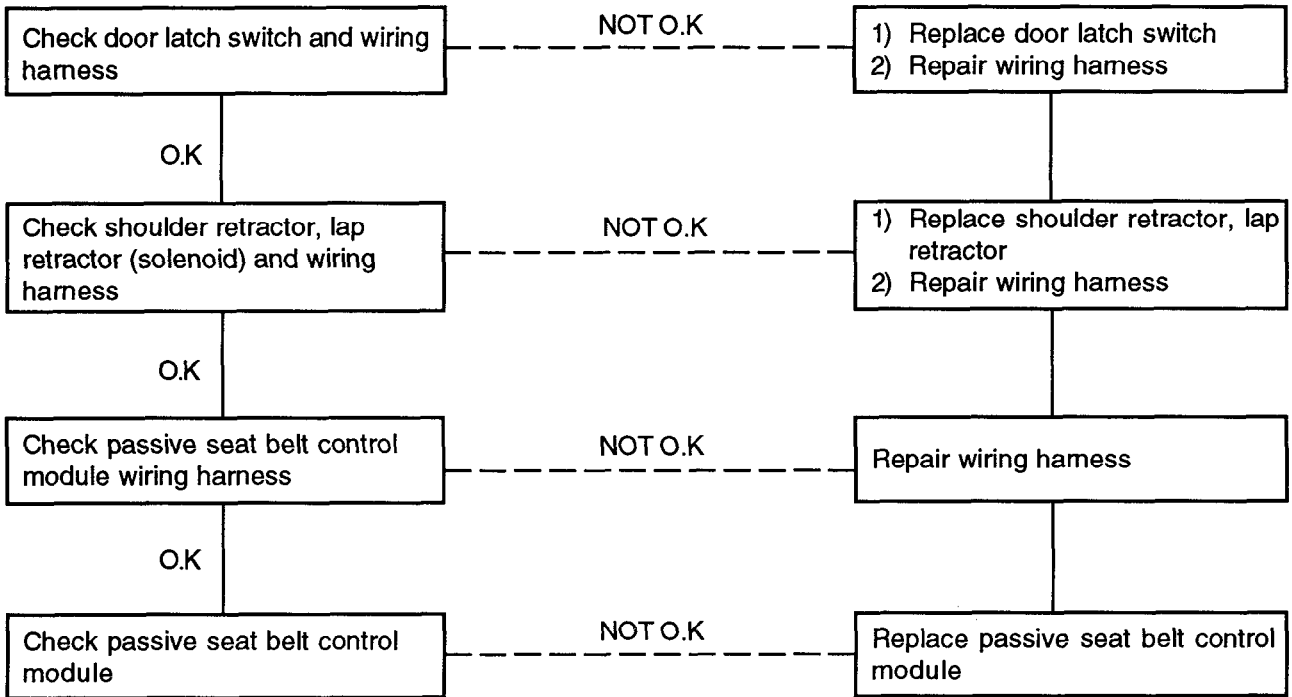 Check door latch switch and wiring
harness
NOT O.K
1) Replace door latch switch
2) Repair wiring harness
O.K
Check shoulder retractor, lap
retractor (solenoid) and wiring
harness
NOT O.K
1) Replace shoulder retractor, lap
retractor
2) Repair wiring harness
O.K
Check passive seat belt control
module wiring harness
NOT O.K
Repair wiring harness
O.K
Check passive seat belt control
module
NOT O.K
Replace passive seat belt control
module